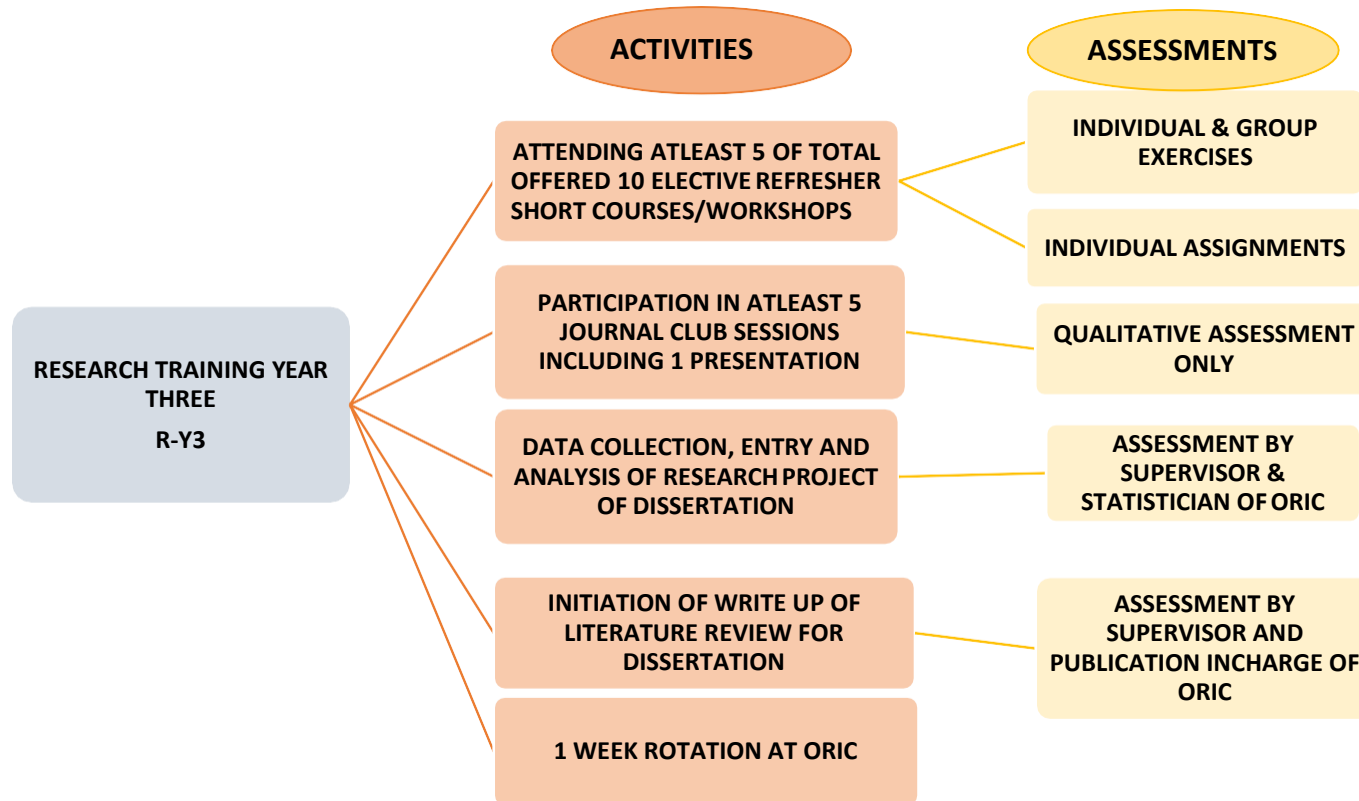 ACTIVITIES
ASSESSMENTs
RESEARCH TRAINING YEAR
THREE
R-Y3
ATTENDING ATLEAST 5 OF TOTAL
OFFERED 10 ELECTIVE REFRESHER
SHORT COURSES/WORKSHOPS
INDIVIDUAL & GROUP
EXERCISES
INDIVIDUAL ASSIGNMENTS
PARTICIPATION IN ATLEAST 5
JOURNAL CLUB SESSIONS
INCLUDING 1 PRESENTATION
QUALITATIVE ASSESSMENT
ONLY
DATA COLLECTION, ENTRY AND
ANALYSIS OF RESEARCH PROJECT
OF DISSERTATION
ASSESSMENT BY
SUPERVISOR &
STATISTICIAN OF ORIC
INITIATION OF WRITE UP OF
LITERATURE REVIEW FOR
DISSERTATION
ASSESSMENT BY
SUPERVISOR AND
PUBLICATION INCHARGE OF
ORIC
1 WEEK ROTATION AT ORIC